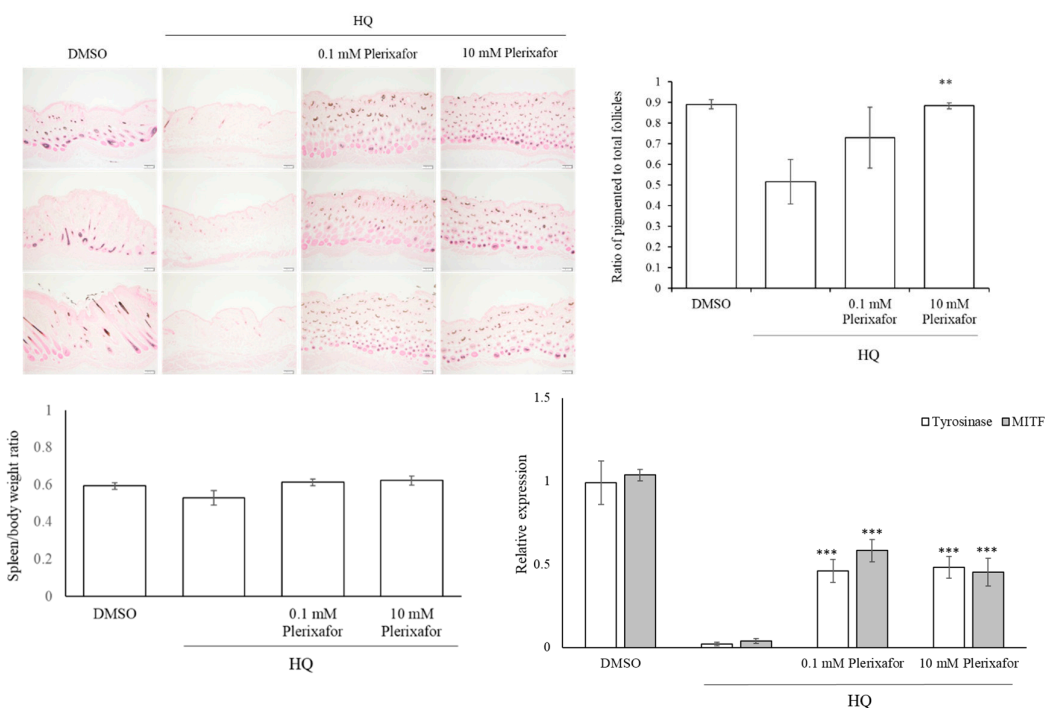 HQ
DMSO
0.1 mM Plerixafor
10 mM Plerixafor
Ratio of pigmented to total follicles
1
0.9
0.8
0.7
0.6
0.5
0.4
0.3
0.2
0.1
0
**
DMSO
0.1 mM
Plerixafor
10 mM
Plerixafor
HQ
Spleen/body weight ratio
1
0.8
0.6
0.4
0.2
0
DMSO
0.1 mM
Plerixafor
10 mM
Plerixafor
HQ
Relative expression
1.5
1
0.5
0
Tyrosinase
MITF
***
***
***
***
DMSO
0.1 mM Plerixafor
10 mM Plerixafor
HQ